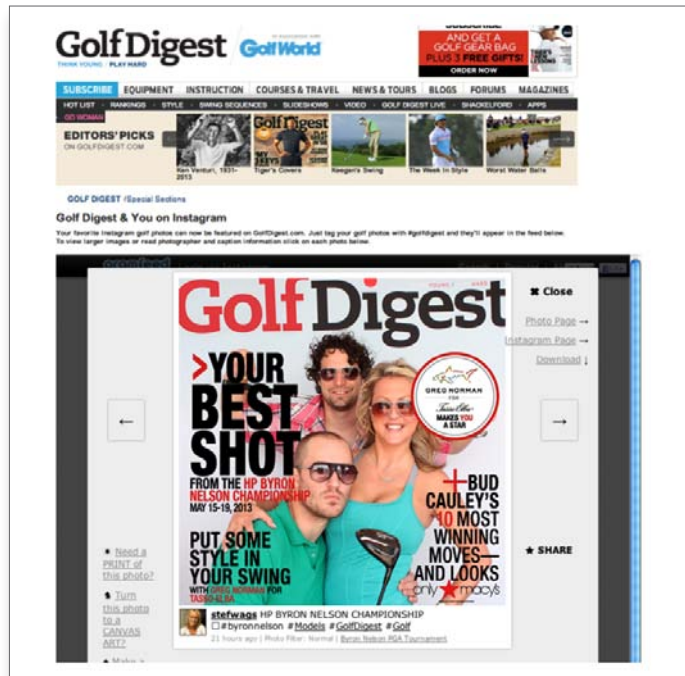 Golf Digest
Golf World
THINK YOUNG / PLAY HARD
AND GET A
GOLF GEAR BAG
PLUS 3 FREE GIFTS!
ORDER NOW
SUBSCRIBE EQUIPMENT INSTRUCTION COURSES & TRAVEL NEWS & TOURS BLOGS FORUMS MAGAZINES
HOT LIST RANKINGS STYLE SWING SEQUENCES SLIDESHOWS VIDEO GOLF DIGEST LIVE SHACKELFORD APPS
GD WOMAN
EDITORS' PICKS
ON GOLFDIGEST.COM
Golf Digest
Ken Venturi, 1931-
2013
Tiger's Covers
Keegan's Swing
The Week In Style
Worst Water Balls
GOLF DIGEST /Special Sections
Golf Digest & You on Instagram
Your favorite Instagram golf photos can now be featured on GolfDigest.com. Just tag your golf photos with #golfdigest and they'll appear in the feed below.
To view larger images or read photographer and caption information click on each photo below.
✖ Close
Photo Page →
Instagram Page →
Download ↓
Golf Digest
>YOUR
BEST
SHOT
FROM THE HP BYRON
NELSON CHAMPIONSHIP
MAY 15-19, 2013
GREG NORMAN
FOR
Tasso Elba
MAKES YOU
A STAR
+BUD
CAULEY'S
10 MOST
WINNING
MOVES—
AND LOOKS
only ★ macy's
PUT SOME
STYLE IN
YOUR SWING
WITH GREG NORMAN FOR
TASSO ELBA
←
→
★ SHARE
Need a
PRINT of
this photo?
Turn
this photo
to a
CANVAS
ART?
Make a
stefwags HP BYRON NELSON CHAMPIONSHIP
#byronnelson #Models #GolfDigest #Golf
21 hours ago | Photo Filter: Normal | Byron Nelson PGA Tournament